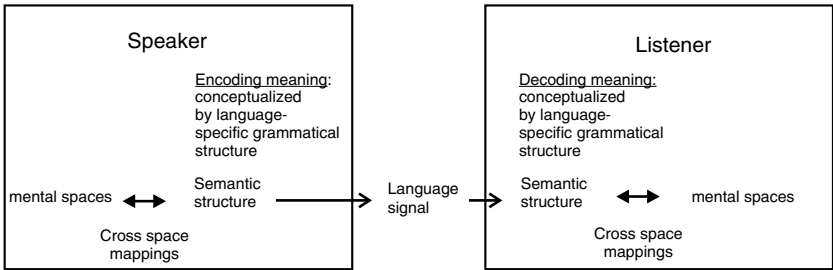 Speaker
Encoding meaning:
conceptualized
by language-
specific grammatical
structure
mental spaces
Semantic
structure
Cross space
mappings
Language
signal
Listener
Decoding meaning:
conceptualized
by language-
specific grammatical
structure
Semantic
structure
mental spaces
Cross space
mappings